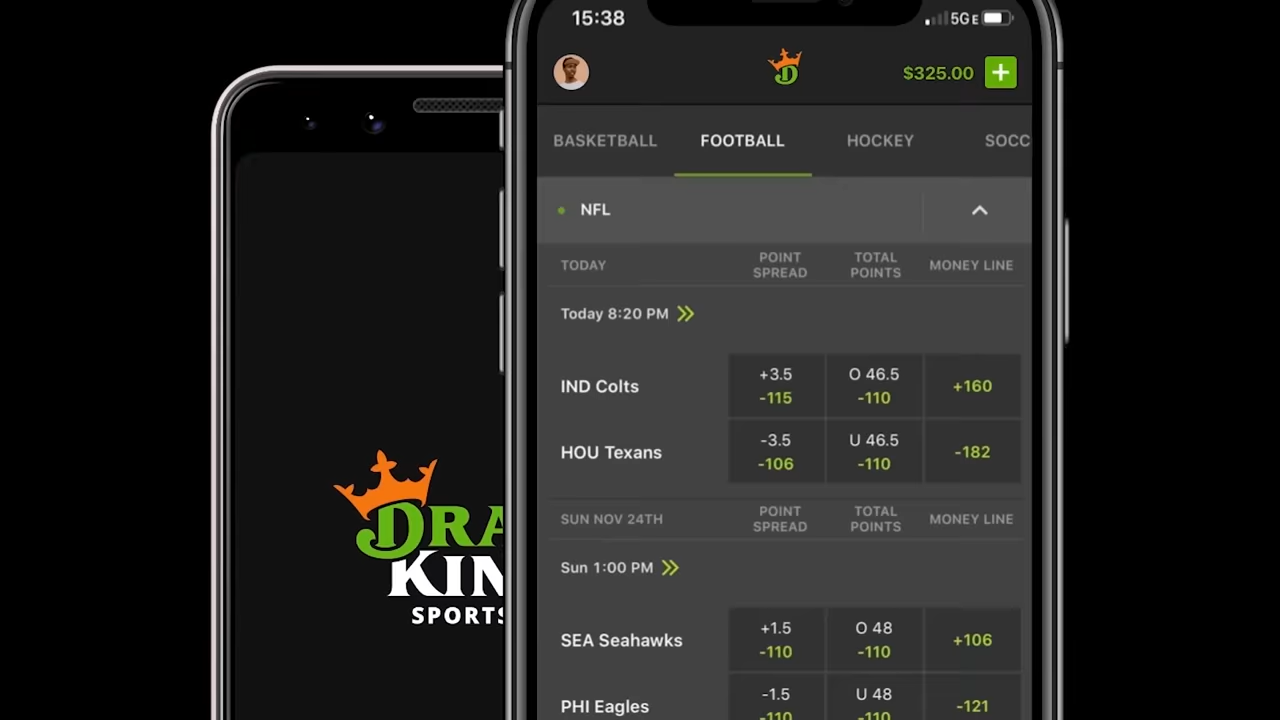 15:38
5GE
$325.00
BASKETBALL FOOTBALL HOCKEY SOCC
NFL
TODAY POINT SPREAD TOTAL POINTS MONEY LINE
Today 8:20 PM
+3.5 O 46.5
IND Colts +160
-115 -110
-3.5 U 46.5
HOU Texans -182
-106 -110
SUN NOV 24TH POINT SPREAD TOTAL POINTS MONEY LINE
Sun 1:00 PM
+1.5 O 48
SEA Seahawks +106
-110 -110
-1.5 U 48
PHI Eagles -121
-110 -110
DRA
KIN
SPORTS